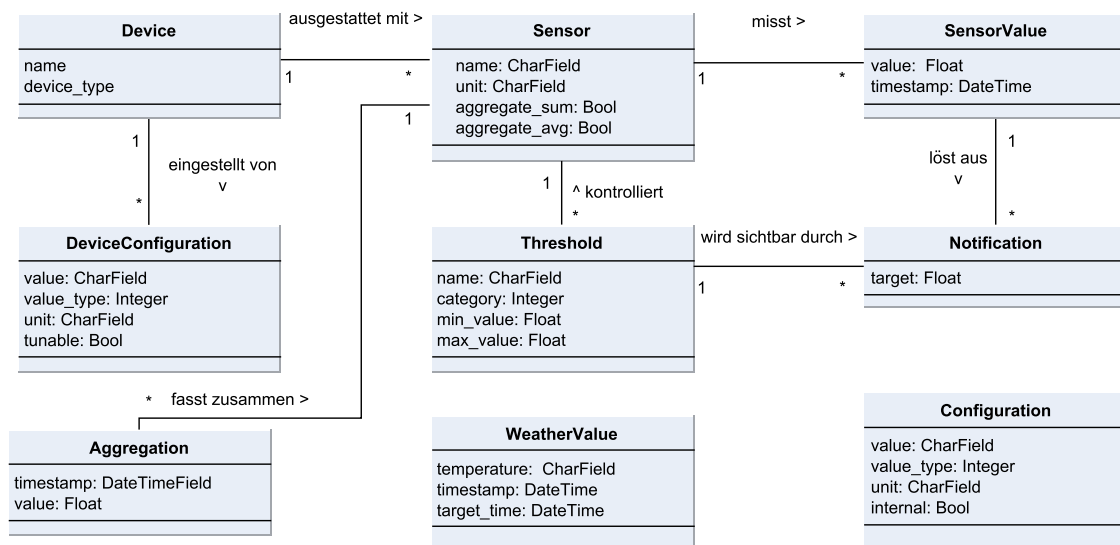 Device
name
device_type
ausgestattet mit >
1
*
Sensor
name: CharField
unit: CharField
aggregate_sum: Bool
aggregate_avg: Bool
misst >
1
*
SensorValue
value:  Float
timestamp: DateTime
1
eingestellt von
v
*
1
1
^ kontrolliert
*
1
löst aus
v
*
DeviceConfiguration
value: CharField
value_type: Integer
unit: CharField
tunable: Bool
Threshold
name: CharField
category: Integer
min_value: Float
max_value: Float
wird sichtbar durch >
1
*
Notification
target: Float
*
fasst zusammen >
Aggregation
timestamp: DateTimeField
value: Float
WeatherValue
temperature:  CharField
timestamp: DateTime
target_time: DateTime
Configuration
value: CharField
value_type: Integer
unit: CharField
internal: Bool